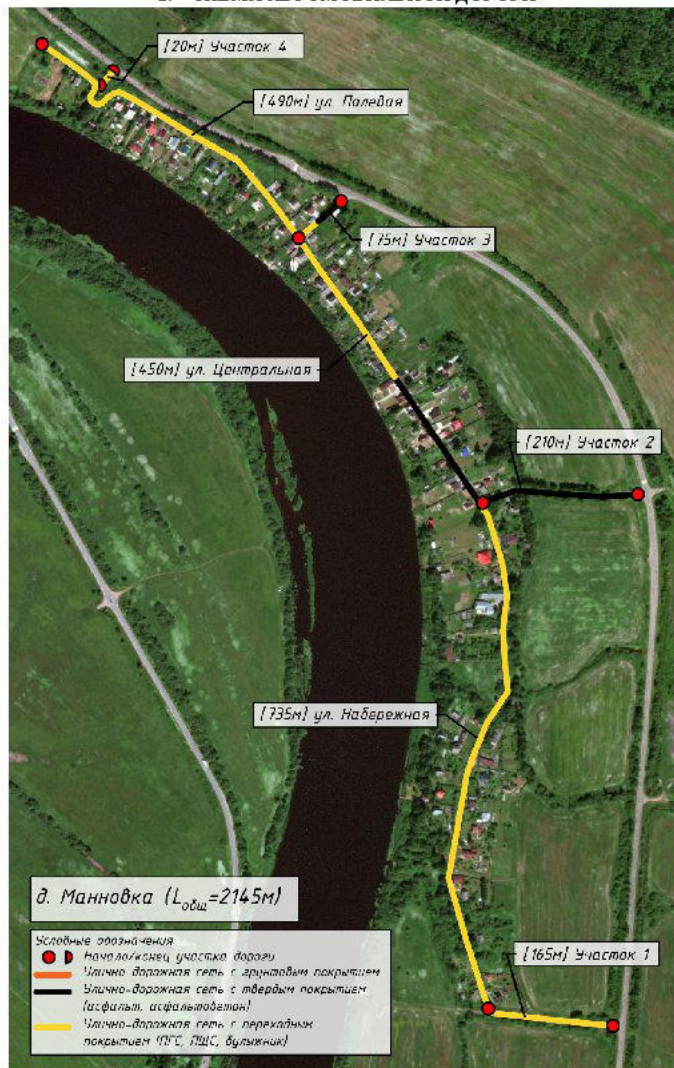 [20м] Участок 4
[490м] ул. Полевая
[75м] Участок 3
[450м] ул. Центральная
[210м] Участок 2
[735м] ул. Набережная
[165м] Участок 1
д. Манновка (Lобщ=2145м)
Условные обозначения
Начало/конец участка дороги
Улично дорожная сеть с грунтовым покрытием
Улично-дорожная сеть с твердым покрытием
(асфальт, асфальтобетон)
Улично-дорожная сеть с переходным
покрытием (ПГС, ПЩС, булыжник)